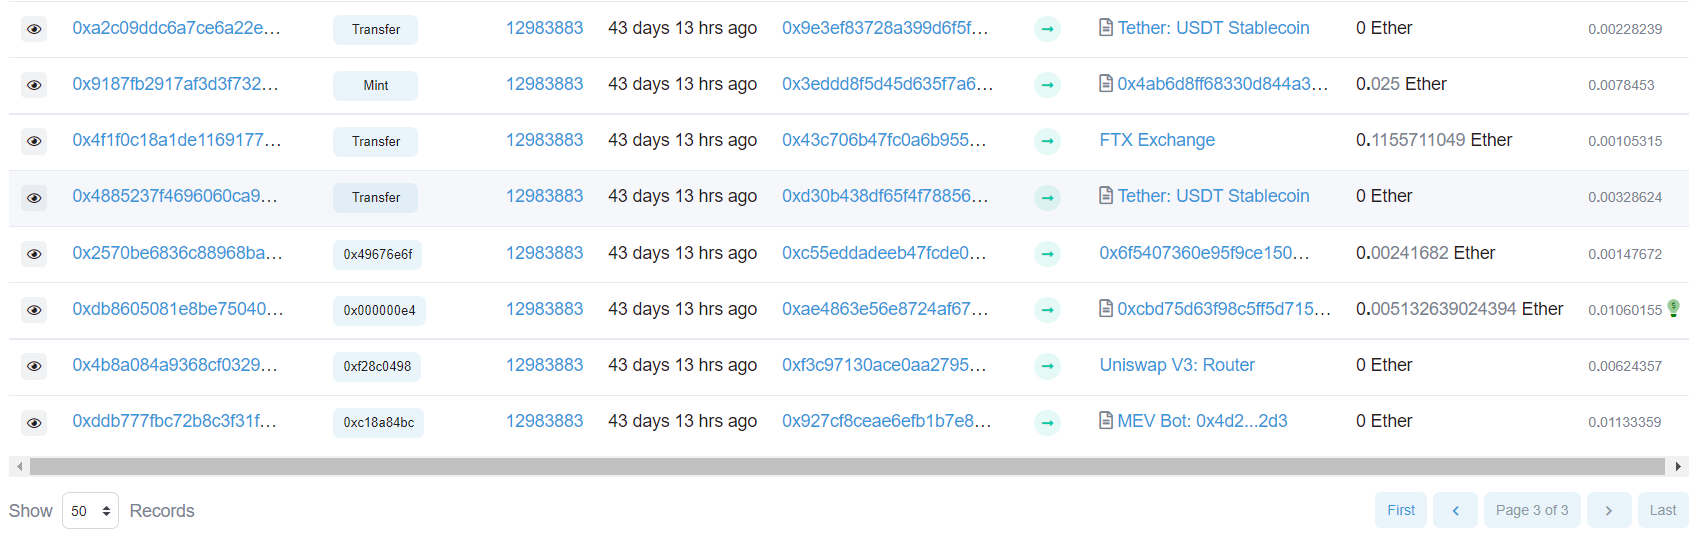 0xa2c09ddc6a7ce6a22e... Transfer 12983883 43 days 13 hrs ago 0x9e3ef83728a399d6f5f... Tether: USDT Stablecoin 0 Ether 0.00228239
0x9187fb2917af3d3f732... Mint 12983883 43 days 13 hrs ago 0x3eddd8f5d45d635f7a6... 0x4ab6d8ff68330d844a3... 0.025 Ether 0.0078453
0x4f1f0c18a1de1169177... Transfer 12983883 43 days 13 hrs ago 0x43c706b47fc0a6b955... FTX Exchange 0.1155711049 Ether 0.00105315
0x4885237f4696060ca9... Transfer 12983883 43 days 13 hrs ago 0xd30b438df65f4f78856... Tether: USDT Stablecoin 0 Ether 0.00328624
0x2570be6836c88968ba... 0x49676e6f 12983883 43 days 13 hrs ago 0xc55eddadeeb47fcde0... 0x6f5407360e95f9ce150... 0.00241682 Ether 0.00147672
0xdb8605081e8be75040... 0x000000e4 12983883 43 days 13 hrs ago 0xae4863e56e8724af67... 0xcbd75d63f98c5ff5d715... 0.005132639024394 Ether 0.01060155
0x4b8a084a9368cf0329... 0xf28c0498 12983883 43 days 13 hrs ago 0xf3c97130ace0aa2795... Uniswap V3: Router 0 Ether 0.00624357
0xddb777fbc72b8c3f31f... 0xc18a84bc 12983883 43 days 13 hrs ago 0x927cf8ceae6efb1b7e8... MEV Bot: 0x4d2...2d3 0 Ether 0.01133359
Show 50 Records First Page 3 of 3 Last